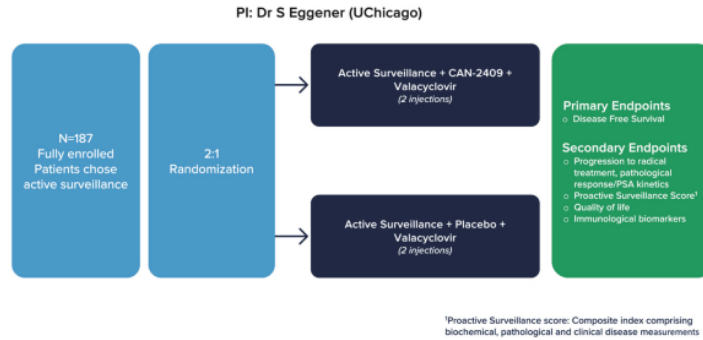 PI: Dr S Eggener (UChicago)
N=187
Fully enrolled
Patients chose
active surveillance
2:1
Randomization
Active Surveillance + CAN-2409 +
Valacyclovir
(2 injections)
Active Surveillance + Placebo +
Valacyclovir
(2 injections)
Primary Endpoints
o Disease Free Survival
Secondary Endpoints
o Progression to radical
treatment, pathological
response/PSA kinetics
o Proactive Surveillance Score¹
o Quality of life
o Immunological biomarkers
¹Proactive Surveillance score: Composite index comprising
biochemical, pathological and clinical disease measurements